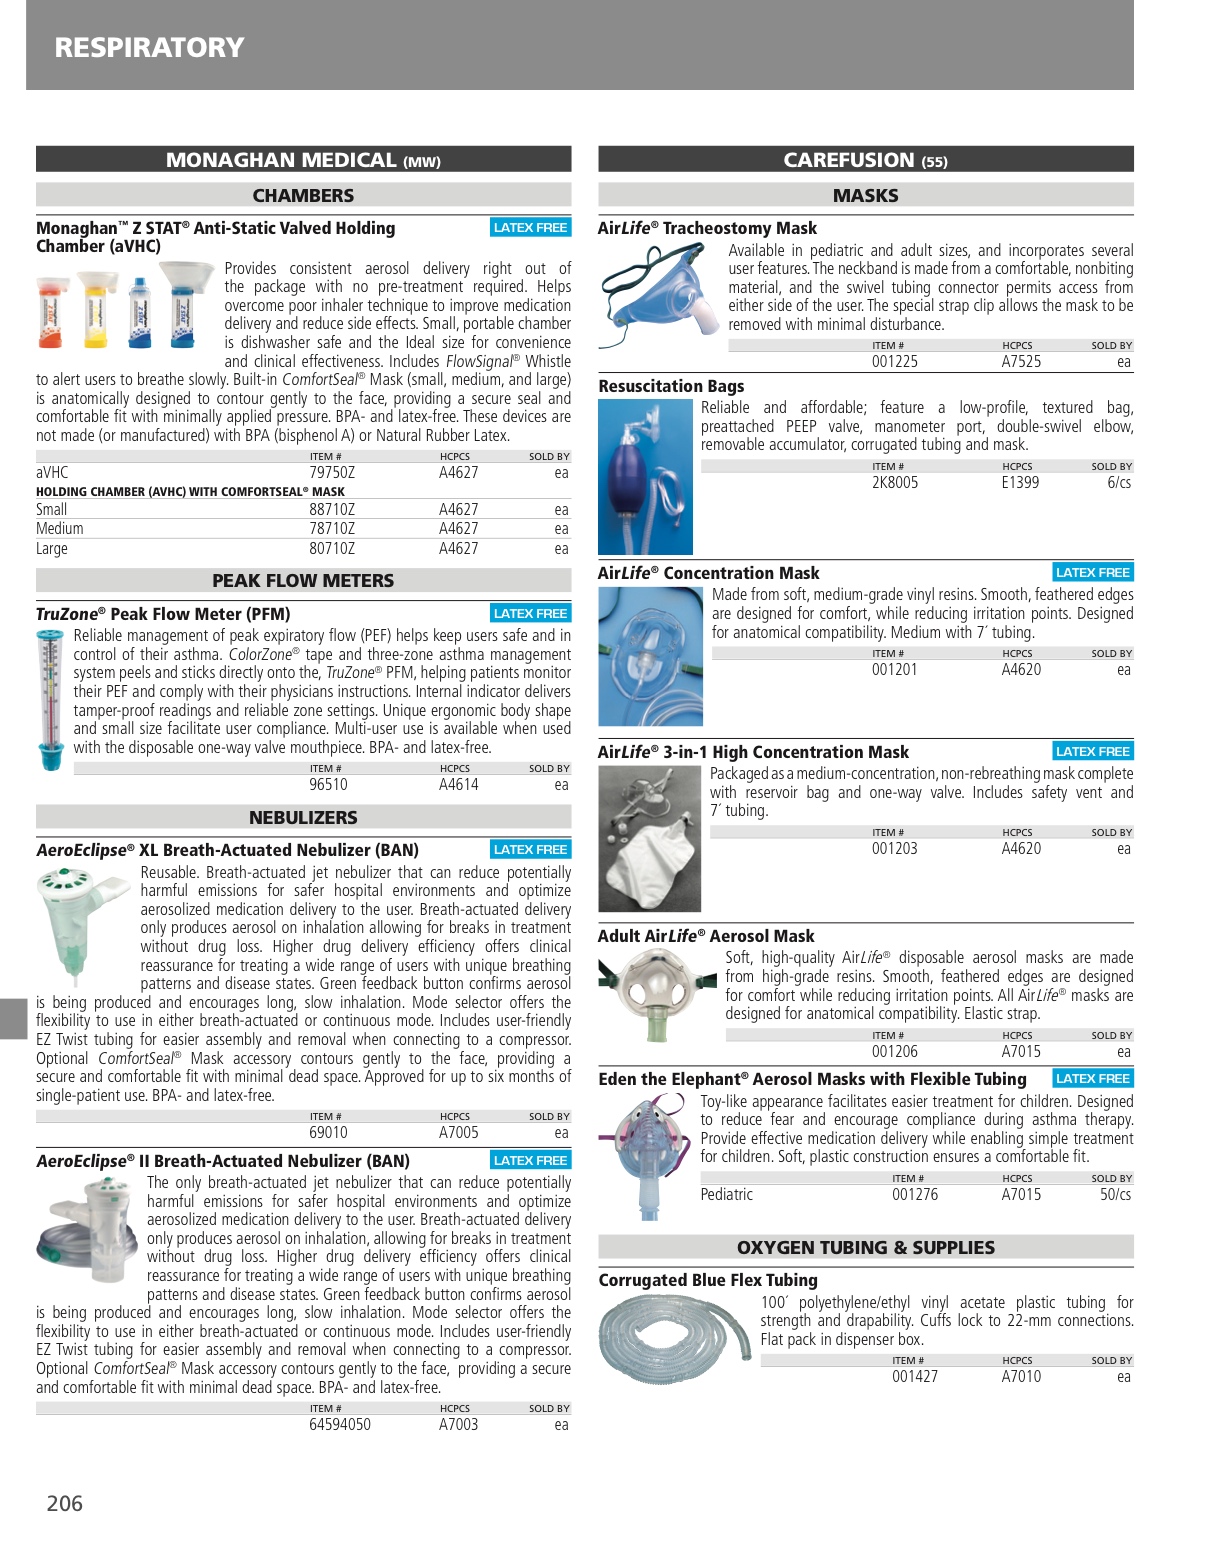 RESPIRATORY
MONAGHAN MEDICAL (MW)
CHAMBERS
Monaghan™ Z STAT® Anti-Static Valved Holding
Chamber (aVHC)
LATEX FREE
Provides consistent aerosol delivery right out of
the package with no pre-treatment required. Helps
overcome poor inhaler technique to improve medication
delivery and reduce side effects. Small, portable chamber
is dishwasher safe and the Ideal size for convenience
and clinical effectiveness. Includes FlowSignal® Whistle
to alert users to breathe slowly. Built-in ComfortSeal® Mask (small, medium, and large)
is anatomically designed to contour gently to the face, providing a secure seal and
comfortable fit with minimally applied pressure. BPA- and latex-free. These devices are
not made (or manufactured) with BPA (bisphenol A) or Natural Rubber Latex.
ITEM # HCPCS SOLD BY
aVHC 79750Z A4627 ea
HOLDING CHAMBER (AVHC) WITH COMFORTSEAL® MASK
Small 88710Z A4627 ea
Medium 78710Z A4627 ea
Large 80710Z A4627 ea
PEAK FLOW METERS
TruZone® Peak Flow Meter (PFM)
LATEX FREE
Reliable management of peak expiratory flow (PEF) helps keep users safe and in
control of their asthma. ColorZone® tape and three-zone asthma management
system peels and sticks directly onto the, TruZone® PFM, helping patients monitor
their PEF and comply with their physicians instructions. Internal indicator delivers
tamper-proof readings and reliable zone settings. Unique ergonomic body shape
and small size facilitate user compliance. Multi-user use is available when used
with the disposable one-way valve mouthpiece. BPA- and latex-free.
ITEM # HCPCS SOLD BY
96510 A4614 ea
NEBULIZERS
AeroEclipse® XL Breath-Actuated Nebulizer (BAN)
LATEX FREE
Reusable. Breath-actuated jet nebulizer that can reduce potentially
harmful emissions for safer hospital environments and optimize
aerosolized medication delivery to the user. Breath-actuated delivery
only produces aerosol on inhalation allowing for breaks in treatment
without drug loss. Higher drug delivery efficiency offers clinical
reassurance for treating a wide range of users with unique breathing
patterns and disease states. Green feedback button confirms aerosol
is being produced and encourages long, slow inhalation. Mode selector offers the
flexibility to use in either breath-actuated or continuous mode. Includes user-friendly
EZ Twist tubing for easier assembly and removal when connecting to a compressor.
Optional ComfortSeal® Mask accessory contours gently to the face, providing a
secure and comfortable fit with minimal dead space. Approved for up to six months of
single-patient use. BPA- and latex-free.
ITEM # HCPCS SOLD BY
69010 A7005 ea
AeroEclipse® II Breath-Actuated Nebulizer (BAN)
LATEX FREE
The only breath-actuated jet nebulizer that can reduce potentially
harmful emissions for safer hospital environments and optimize
aerosolized medication delivery to the user. Breath-actuated delivery
only produces aerosol on inhalation, allowing for breaks in treatment
without drug loss. Higher drug delivery efficiency offers clinical
reassurance for treating a wide range of users with unique breathing
patterns and disease states. Green feedback button confirms aerosol
is being produced and encourages long, slow inhalation. Mode selector offers the
flexibility to use in either breath-actuated or continuous mode. Includes user-friendly
EZ Twist tubing for easier assembly and removal when connecting to a compressor.
Optional ComfortSeal® Mask accessory contours gently to the face, providing a secure
and comfortable fit with minimal dead space. BPA- and latex-free.
ITEM # HCPCS SOLD BY
64594050 A7003 ea
CAREFUSION (55)
MASKS
AirLife® Tracheostomy Mask
Available in pediatric and adult sizes, and incorporates several
user features. The neckband is made from a comfortable, nonbiting
material, and the swivel tubing connector permits access from
either side of the user. The special strap clip allows the mask to be
removed with minimal disturbance.
ITEM # HCPCS SOLD BY
001225 A7525 ea
Resuscitation Bags
Reliable and affordable; feature a low-profile, textured bag,
preattached PEEP valve, manometer port, double-swivel elbow,
removable accumulator, corrugated tubing and mask.
ITEM # HCPCS SOLD BY
2K8005 E1399 6/cs
AirLife® Concentration Mask
LATEX FREE
Made from soft, medium-grade vinyl resins. Smooth, feathered edges
are designed for comfort, while reducing irritation points. Designed
for anatomical compatibility. Medium with 7´ tubing.
ITEM # HCPCS SOLD BY
001201 A4620 ea
AirLife® 3-in-1 High Concentration Mask
LATEX FREE
Packaged as a medium-concentration, non-rebreathing mask complete
with reservoir bag and one-way valve. Includes safety vent and
7´ tubing.
ITEM # HCPCS SOLD BY
001203 A4620 ea
Adult AirLife® Aerosol Mask
Soft, high-quality AirLife® disposable aerosol masks are made
from high-grade resins. Smooth, feathered edges are designed
for comfort while reducing irritation points. All AirLife® masks are
designed for anatomical compatibility. Elastic strap.
ITEM # HCPCS SOLD BY
001206 A7015 ea
Eden the Elephant® Aerosol Masks with Flexible Tubing
LATEX FREE
Toy-like appearance facilitates easier treatment for children. Designed
to reduce fear and encourage compliance during asthma therapy.
Provide effective medication delivery while enabling simple treatment
for children. Soft, plastic construction ensures a comfortable fit.
ITEM # HCPCS SOLD BY
Pediatric 001276 A7015 50/cs
OXYGEN TUBING & SUPPLIES
Corrugated Blue Flex Tubing
100´ polyethylene/ethyl vinyl acetate plastic tubing for
strength and drapability. Cuffs lock to 22-mm connections.
Flat pack in dispenser box.
ITEM # HCPCS SOLD BY
001427 A7010 ea
206